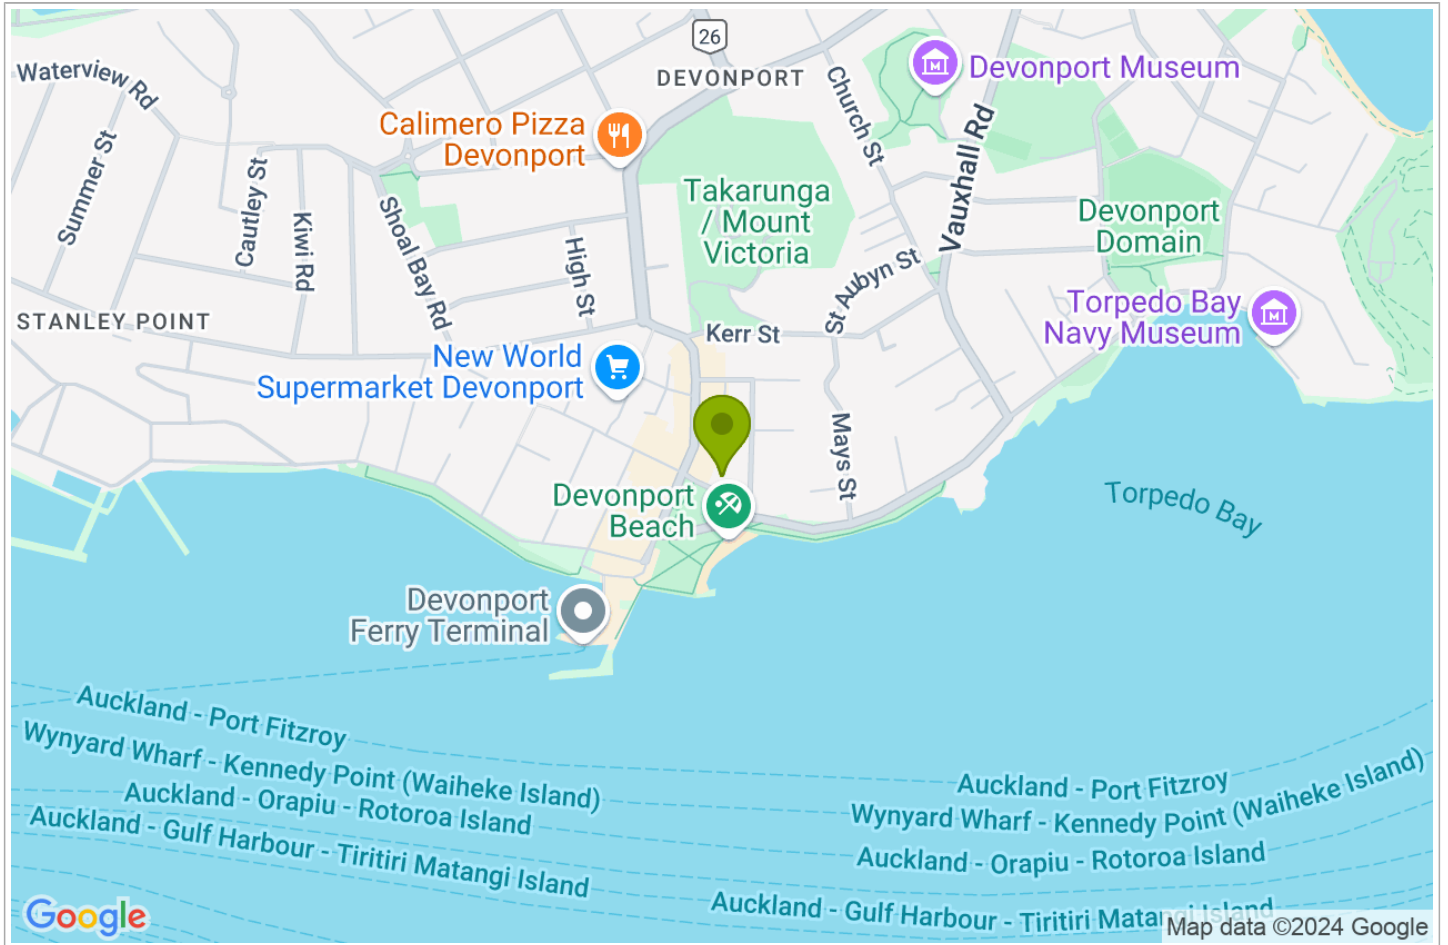 26
DEVONPORT
Devonport Museum
Waterview Rd
Calimero Pizza
Devonport
Church St
Vauxhall Rd
Summer St
Cautley St
Kiwi Rd
Shoal Bay Rd
High St
Takarunga
/ Mount
Victoria
Devonport
Domain
St Aubyn St
STANLEY POINT
Kerr St
Torpedo Bay
Navy Museum
New World
Supermarket Devonport
Mays St
Devonport
Beach
Torpedo Bay
Devonport
Ferry Terminal
Auckland - Port Fitzroy
Wynyard Wharf - Kennedy Point (Waiheke Island)
Auckland - Orapiu - Rotoroa Island
Auckland - Gulf Harbour - Tiritiri Matangi Island
Auckland - Port Fitzroy
Wynyard Wharf - Kennedy Point (Waiheke Island)
Auckland - Orapiu - Rotoroa Island
Auckland - Gulf Harbour - Tiritiri Matangi Island
Google
Map data ©2024 Google